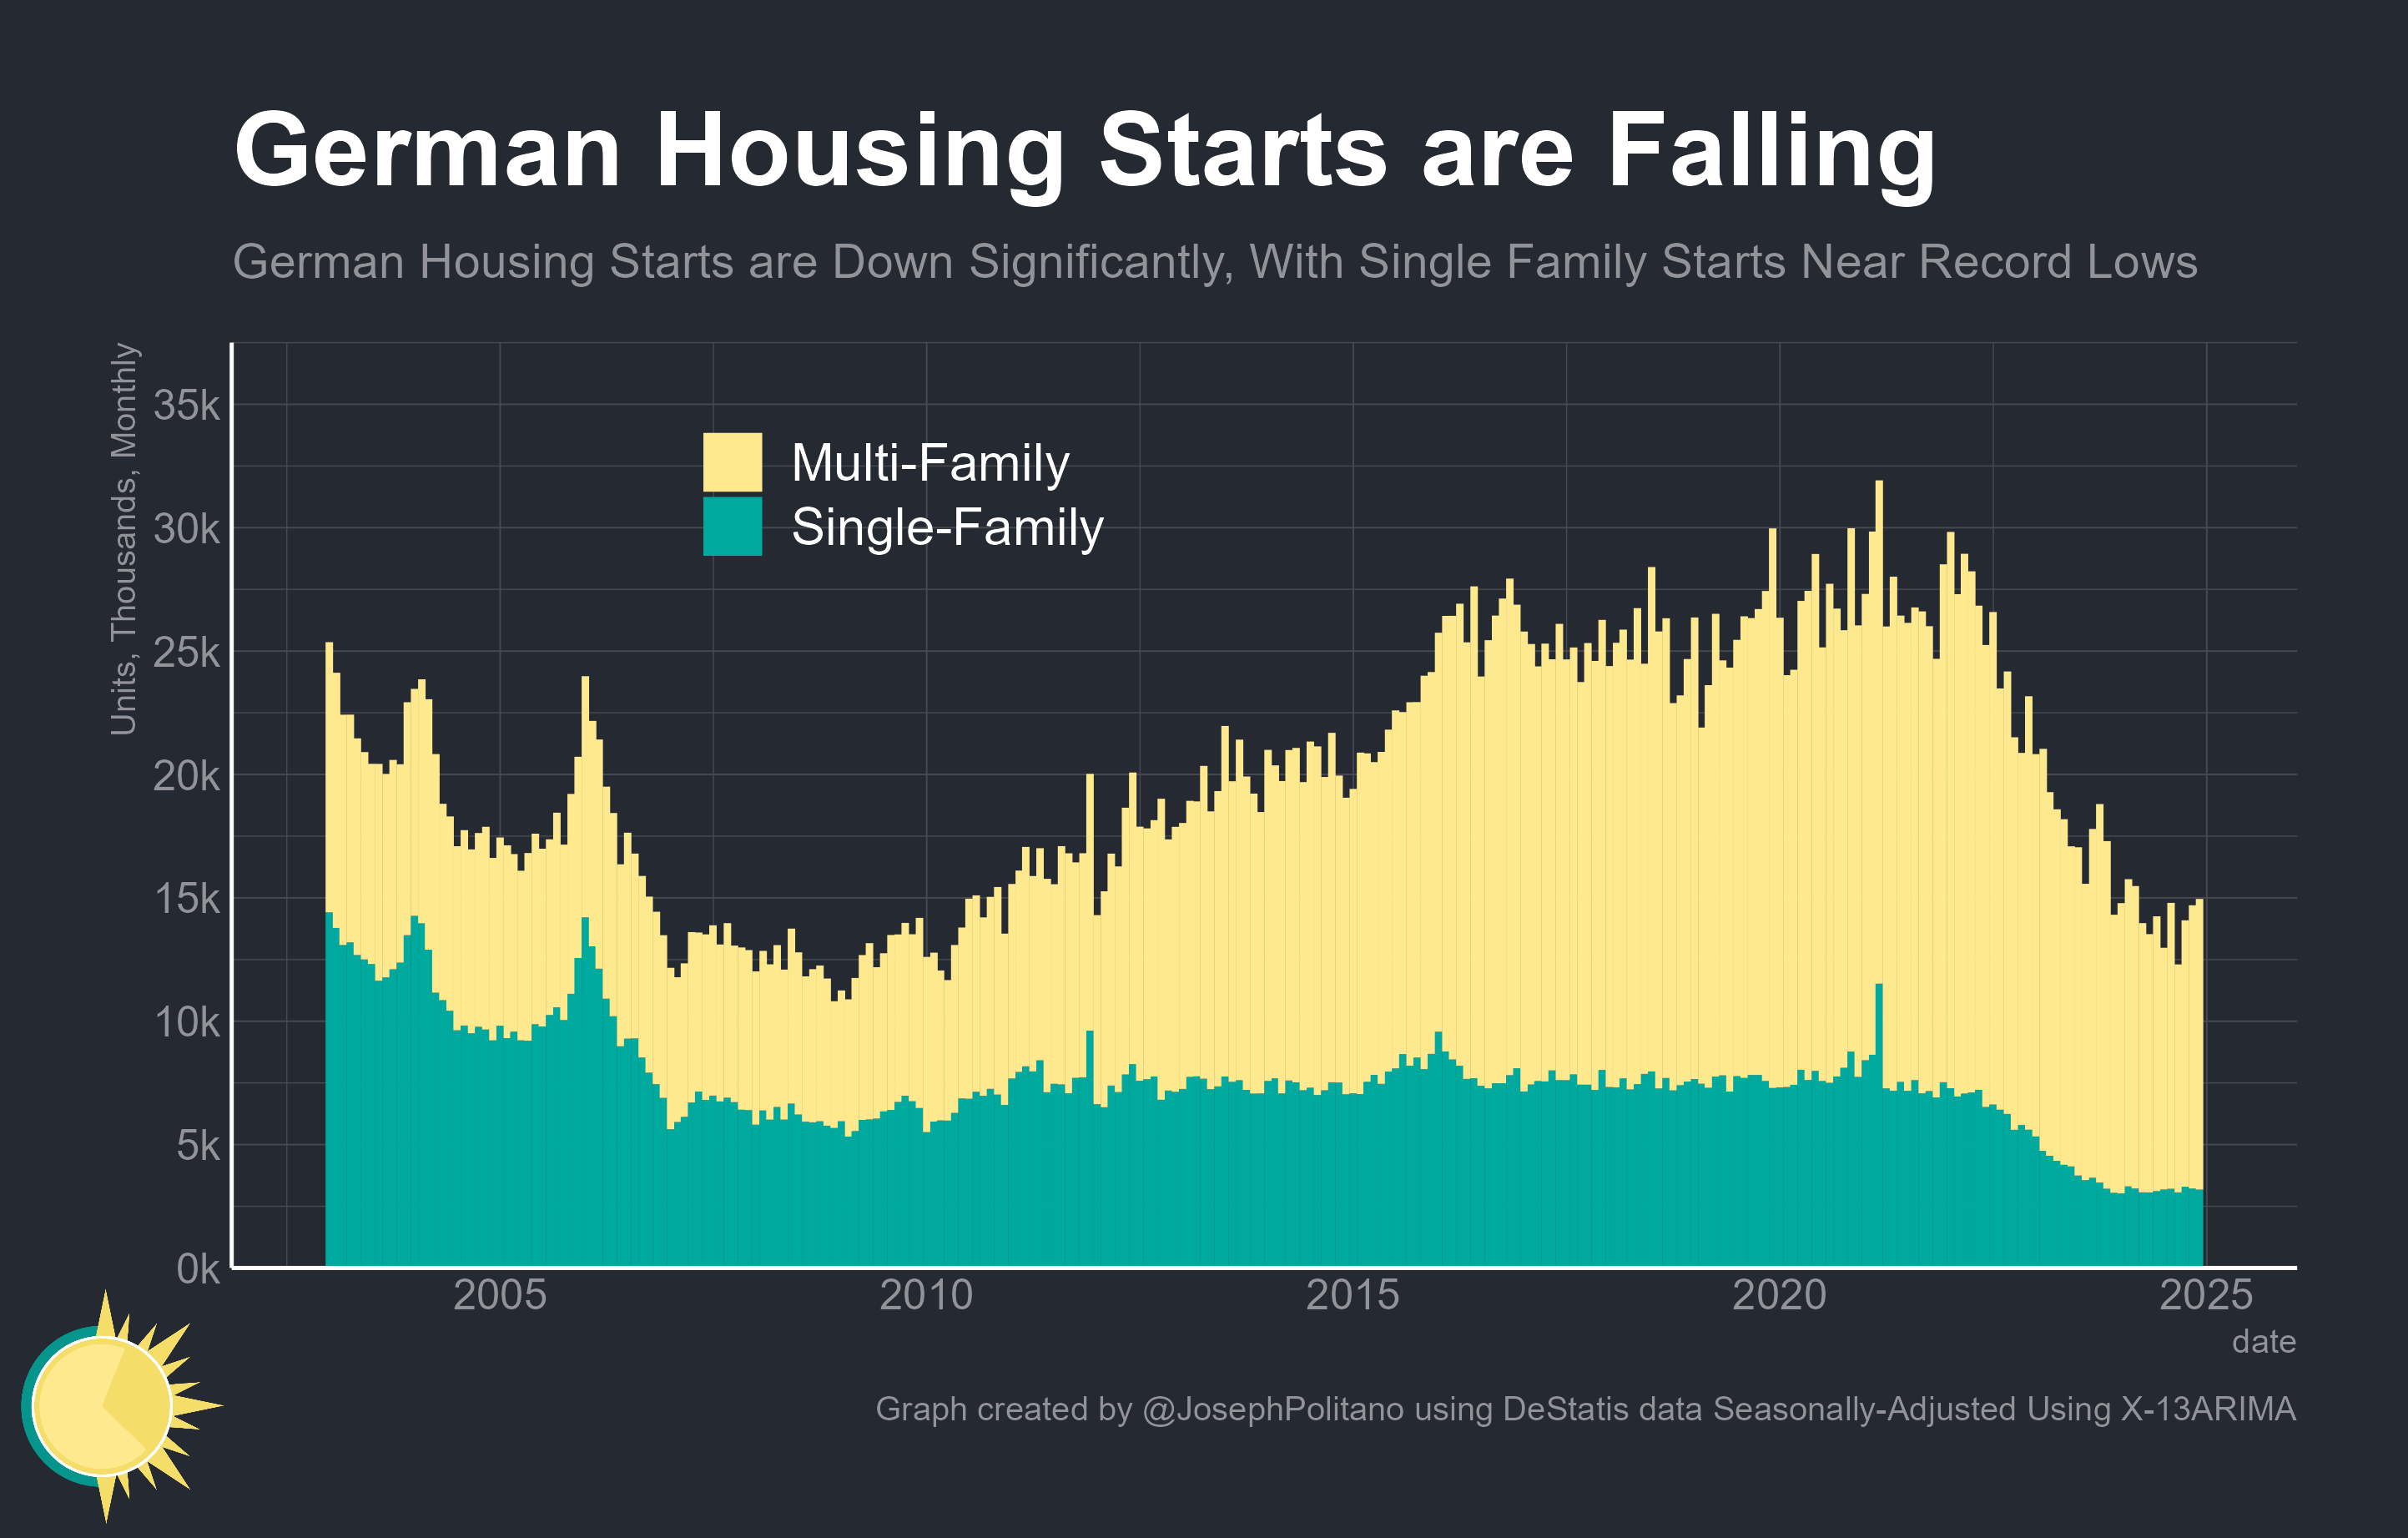 German Housing Starts are Falling
German Housing Starts are Down Significantly, With Single Family Starts Near Record Lows
Units, Thousands, Monthly
35k
30k
25k
20k
15k
10k
5k
0k
Multi-Family
Single-Family
2005
2010
2015
2020
2025
date
Graph created by @JosephPolitano using DeStatis data Seasonally-Adjusted Using X-13ARIMA